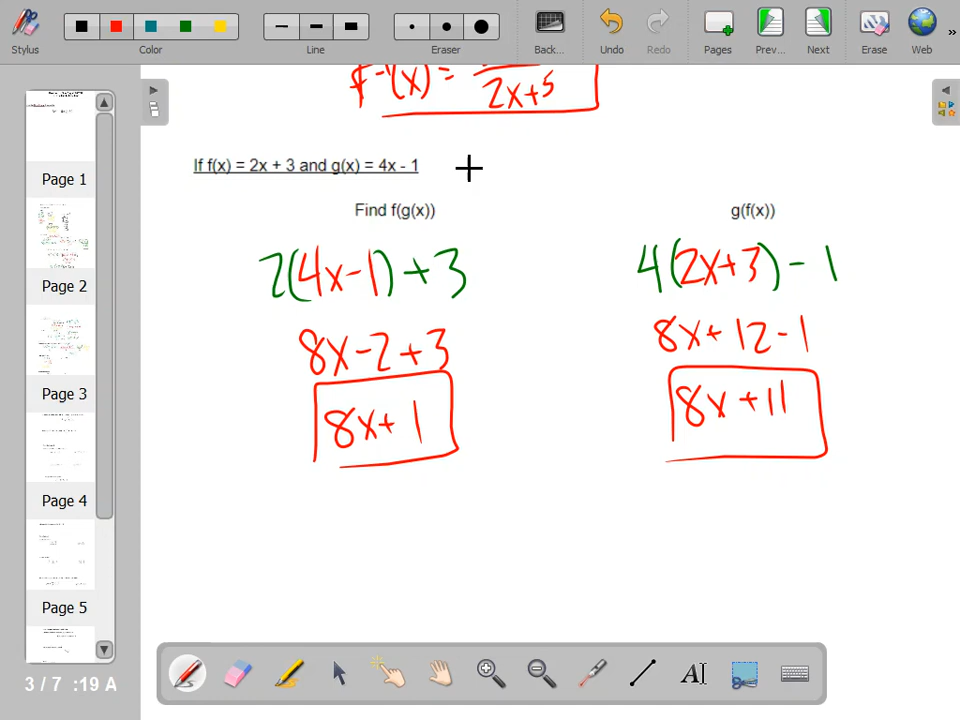 Stylus Color Line Eraser Back... Undo Redo Pages Prev... Next Erase Web »
f⁻¹(x) =
2x+5
Page 1
Page 2
Page 3
Page 4
Page 5
3 / 7 :19 A
If f(x) = 2x + 3 and g(x) = 4x - 1
Find f(g(x))
2(4x-1)+3
8x-2+3
8x+1
g(f(x))
4(2x+3)-1
8x+12-1
8x+11
AI